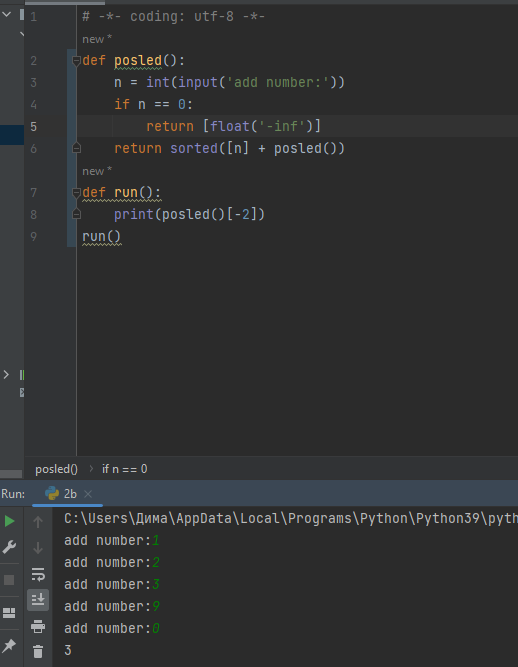 1 # -*- coding: utf-8 -*-
new *
2 def posled():
3 n = int(input('add number:'))
4 if n == 0:
5 return [float('-inf')]
6 return sorted([n] + posled())
new *
7 def run():
8 print(posled()[-2])
9 run()
posled() › if n == 0
Run: 2b ×
C:\Users\Дима\AppData\Local\Programs\Python\Python39\pyth
add number:1
add number:2
add number:3
add number:9
add number:0
3